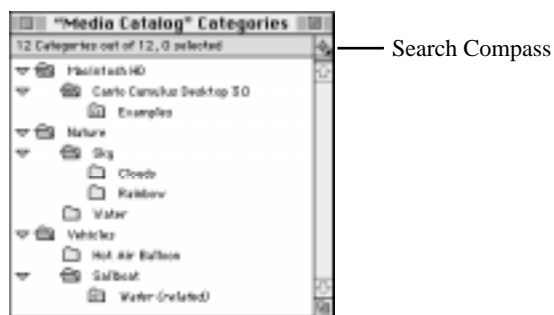 "Media Catalog" Categories
12 Categories out of 12, 0 selected
Search Compass
Macintosh HD
Canto Cumulus Desktop 3.0
Examples
Nature
Sky
Clouds
Rainbow
Water
Vehicles
Hot Air Balloon
Sailboat
Water (related)